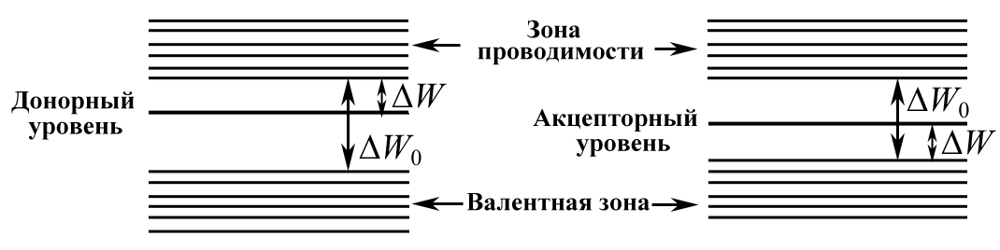 Зона
проводимости
Донорный
уровень
ΔW
ΔW₀
Акцепторный
уровень
ΔW₀
ΔW
Валентная зона